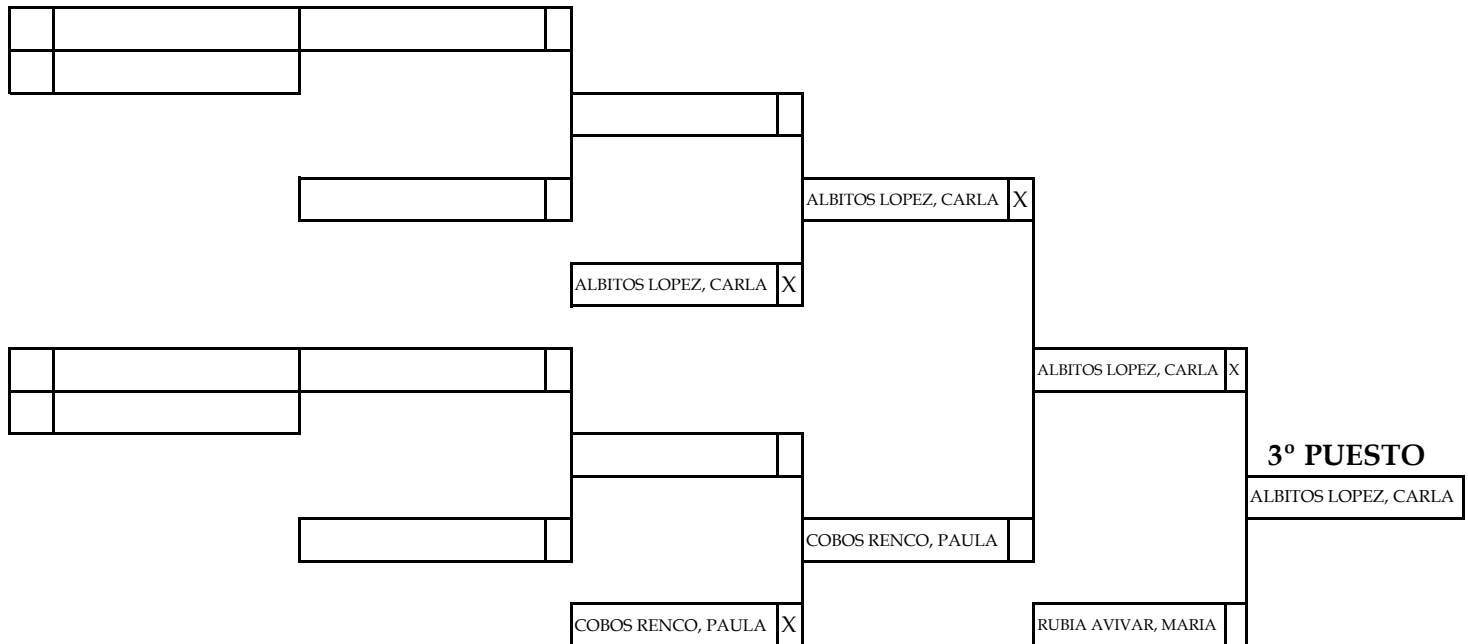 ALBITOS LOPEZ, CARLA X
ALBITOS LOPEZ, CARLA X
ALBITOS LOPEZ, CARLA X
3º PUESTO
ALBITOS LOPEZ, CARLA
COBOS RENCO, PAULA
COBOS RENCO, PAULA X
RUBIA AVIVAR, MARIA